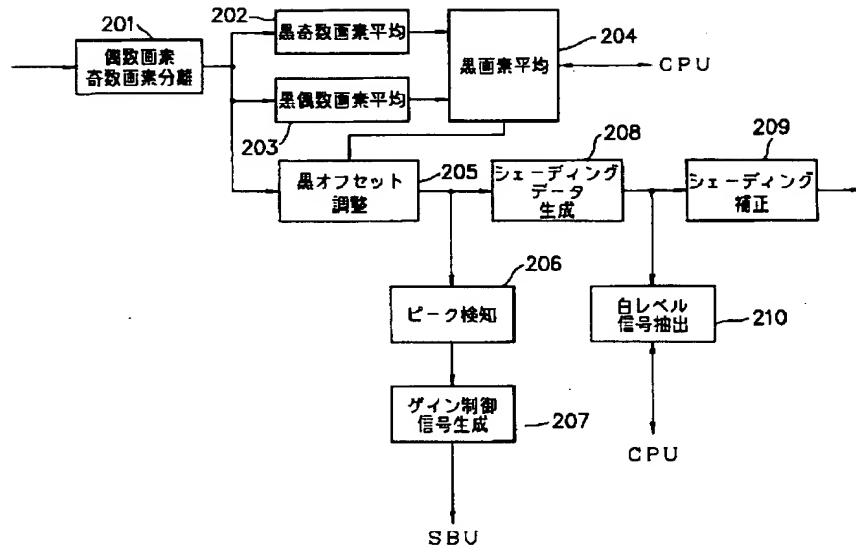 201
偶数画素
奇数画素分離
202
黒奇数画素平均
203
黒偶数画素平均
204
黒画素平均
CPU
205
黒オフセット
調整
208
シェーディング
データ
生成
209
シェーディング
補正
206
ピーク検知
207
ゲイン制御
信号生成
SBU
210
白レベル
信号抽出
CPU